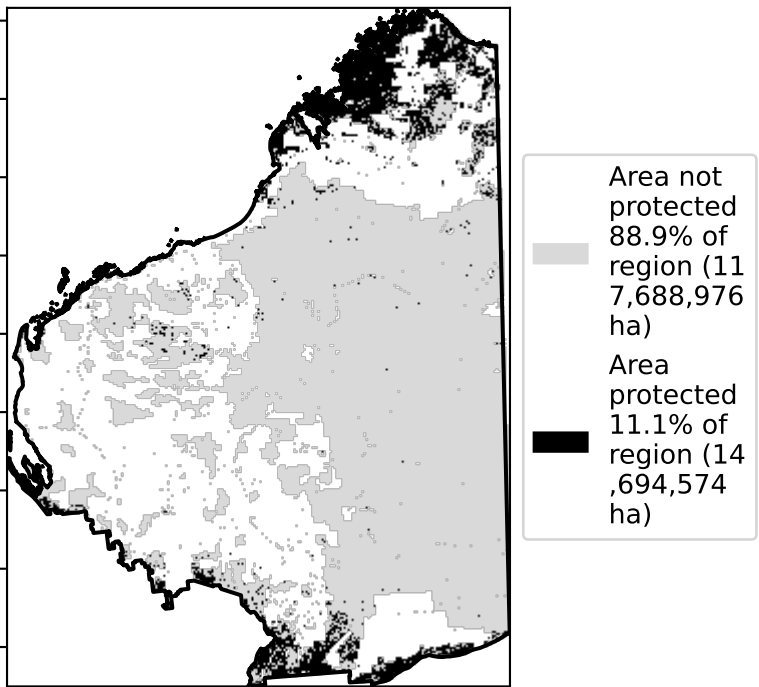 Area not
protected
88.9% of
region (11
7,688,976
ha)
Area
protected
11.1% of
region (14
,694,574
ha)